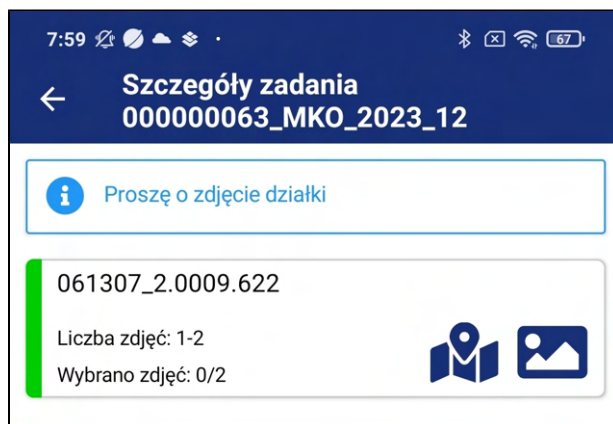 7:59
67
Szczegóły zadania
000000063_MKO_2023_12
Proszę o zdjęcie działki
061307_2.0009.622
Liczba zdjęć: 1-2
Wybrano zdjęć: 0/2